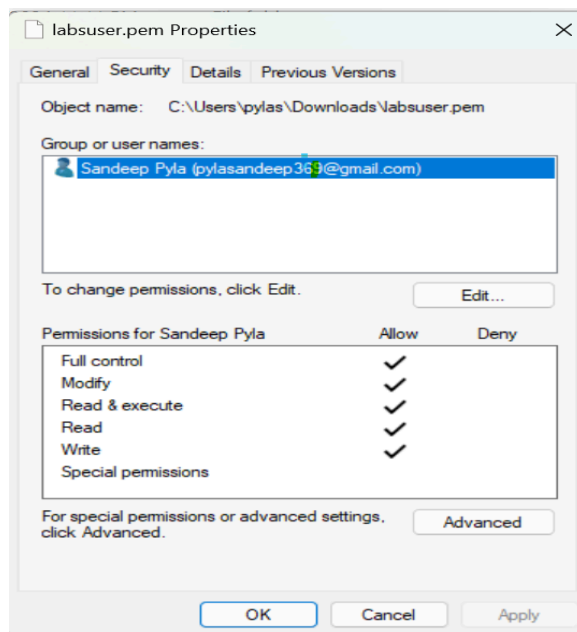 labsuser.pem Properties
General Security Details Previous Versions
Object name: C:\Users\pylas\Downloads\labsuser.pem
Group or user names:
Sandeep Pyla (pylasandeep369@gmail.com)
To change permissions, click Edit.
Edit...
Permissions for Sandeep Pyla Allow Deny
Full control
Modify
Read & execute
Read
Write
Special permissions
For special permissions or advanced settings,
click Advanced.
Advanced
OK Cancel Apply